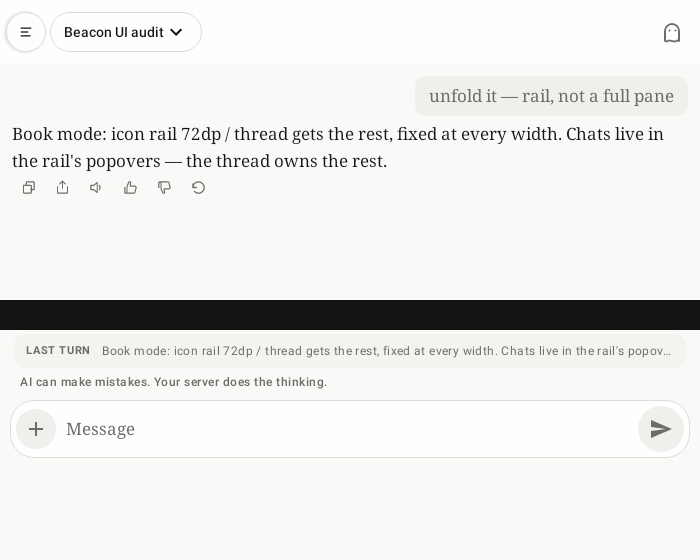 Beacon UI audit
unfold it — rail, not a full pane
Book mode: icon rail 72dp / thread gets the rest, fixed at every width. Chats live in
the rail's popovers — the thread owns the rest.
LAST TURN Book mode: icon rail 72dp / thread gets the rest, fixed at every width. Chats live in the rail's popov…
AI can make mistakes. Your server does the thinking.
Message